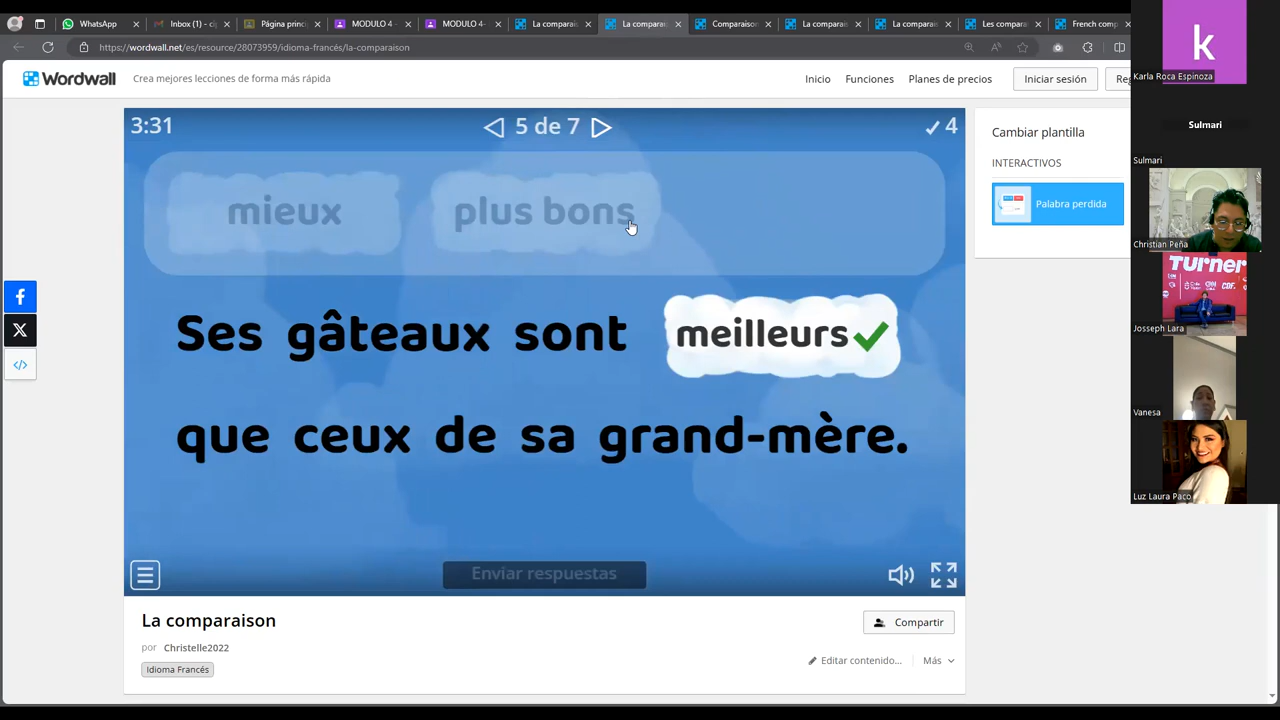 WhatsApp
Inbox (1) - cig
Página princ
MODULO 4 -
MODULO 4-
La comparais
La comparai
Comparaison
La comparais
La comparai
Les compara
French comp
https://wordwall.net/es/resource/28073959/idioma-francés/la-comparaison
Wordwall
Crea mejores lecciones de forma más rápida
Inicio
Funciones
Planes de precios
Iniciar sesión
Reg
3:31
5 de 7
4
mieux
plus bons
Ses gâteaux sont meilleurs
que ceux de sa grand-mère.
Enviar respuestas
La comparaison
por Christelle2022
Idioma Francés
Compartir
Editar contenido...
Más
Cambiar plantilla
INTERACTIVOS
Palabra perdida
k
Karla Roca Espinoza
Sulmari
Sulmari
Christian Peña
Turner
CDF.
Josseph Lara
Vanesa
Luz Laura Paco